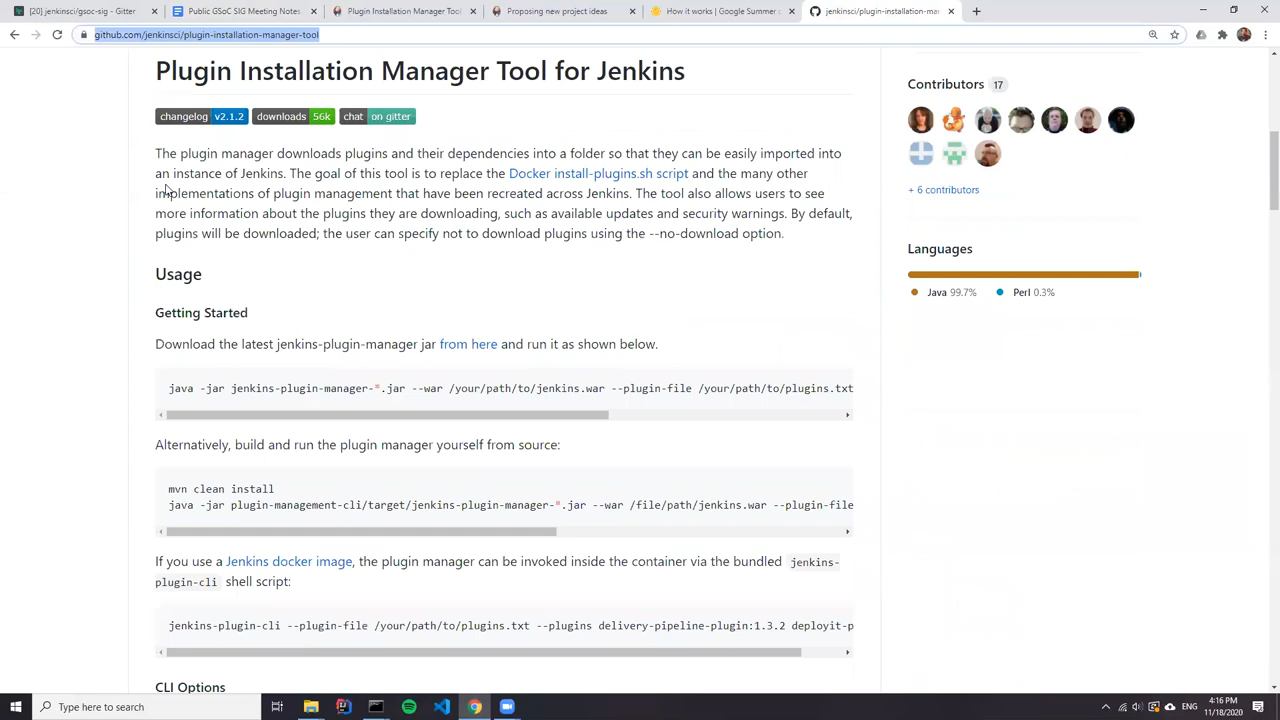 [20] jenkinsci/gsoc-sig - Gitter
Public GSoC SIG Meeting Notes
Plugin Installation Manager Tool
Proposing new project ideas
How it works | Google Summer
jenkinsci/plugin-installation-man
github.com/jenkinsci/plugin-installation-manager-tool
Plugin Installation Manager Tool for Jenkins
changelog v2.1.2 downloads 56k chat on gitter
The plugin manager downloads plugins and their dependencies into a folder so that they can be easily imported into
an instance of Jenkins. The goal of this tool is to replace the Docker install-plugins.sh script and the many other
implementations of plugin management that have been recreated across Jenkins. The tool also allows users to see
more information about the plugins they are downloading, such as available updates and security warnings. By default,
plugins will be downloaded; the user can specify not to download plugins using the --no-download option.
Usage
Getting Started
Download the latest jenkins-plugin-manager jar from here and run it as shown below.
java -jar jenkins-plugin-manager-*.jar --war /your/path/to/jenkins.war --plugin-file /your/path/to/plugins.txt
Alternatively, build and run the plugin manager yourself from source:
mvn clean install
java -jar plugin-management-cli/target/jenkins-plugin-manager-*.jar --war /file/path/jenkins.war --plugin-file
If you use a Jenkins docker image, the plugin manager can be invoked inside the container via the bundled jenkins-
plugin-cli shell script:
jenkins-plugin-cli --plugin-file /your/path/to/plugins.txt --plugins delivery-pipeline-plugin:1.3.2 deployit-p
CLI Options
Contributors 17
+ 6 contributors
Languages
Java 99.7% Perl 0.3%
Type here to search
ENG
4:16 PM
11/18/2020